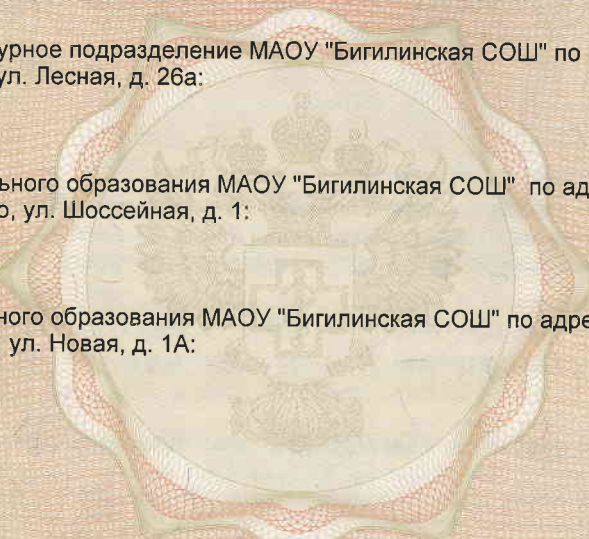 урное подразделение МАОУ "Бигилинская СОШ" по
ул. Лесная, д. 26а:
ьного образования МАОУ "Бигилинская СОШ" по ад
о, ул. Шоссейная, д. 1:
ного образования МАОУ "Бигилинская СОШ" по адре
ул. Новая, д. 1А: